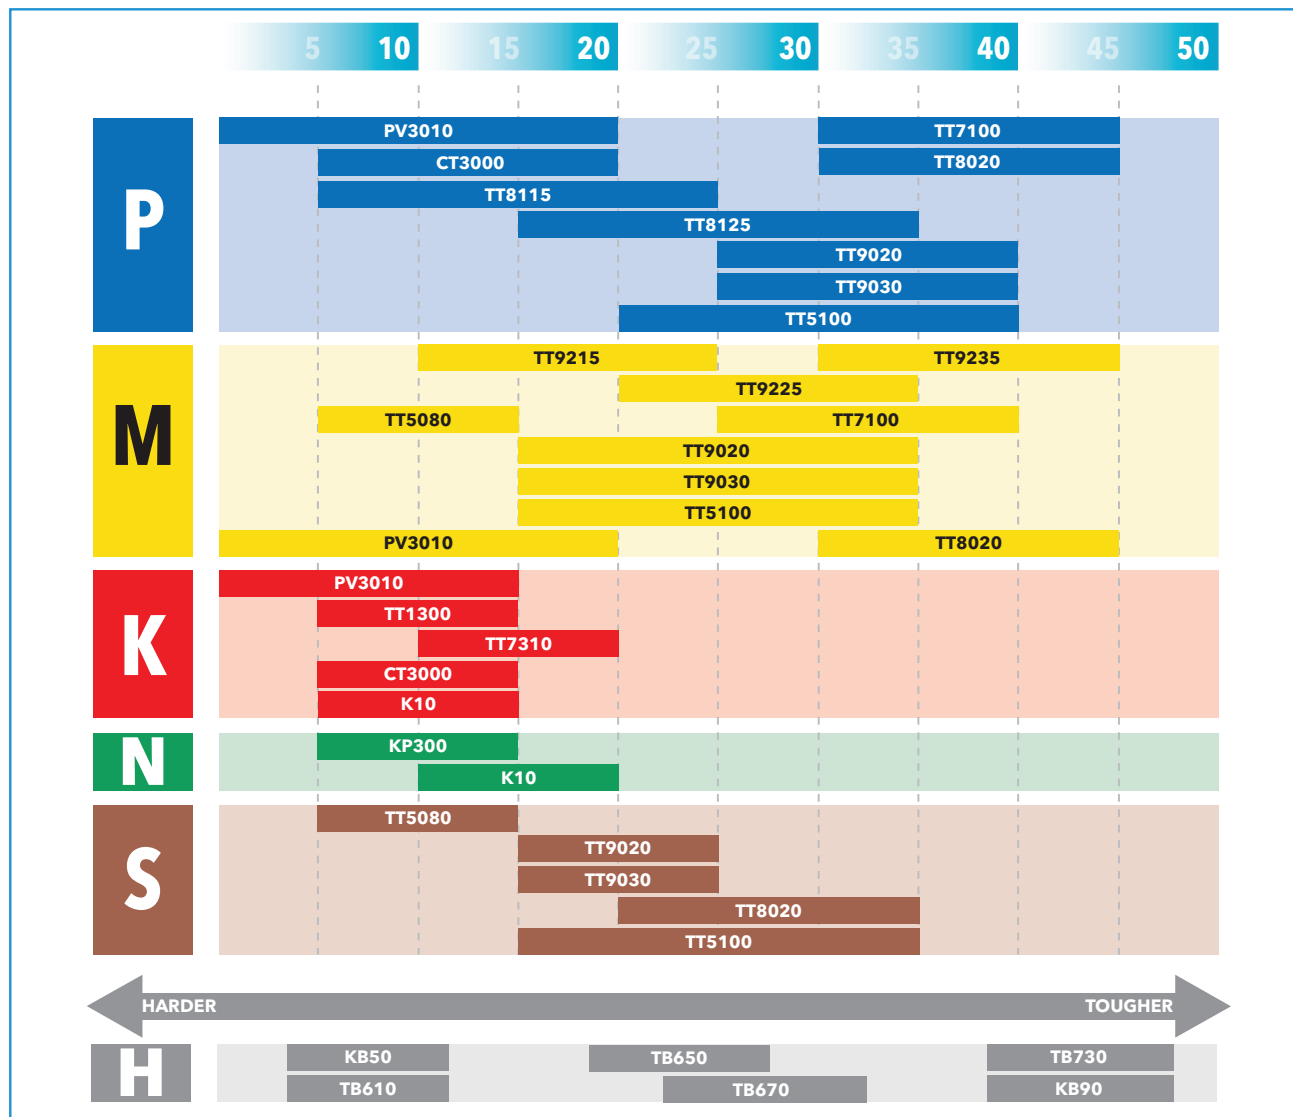 5 10 15 20 25 30 35 40 45 50
P
PV3010 TT7100
CT3000 TT8020
TT8115
TT8125
TT9020
TT9030
TT5100
M
TT9215 TT9235
TT9225
TT5080 TT7100
TT9020
TT9030
TT5100
PV3010 TT8020
K
PV3010
TT1300
TT7310
CT3000
K10
N
KP300
K10
S
TT5080
TT9020
TT9030
TT8020
TT5100
HARDER TOUGHER
H
KB50 TB650 TB730
TB610 TB670 KB90